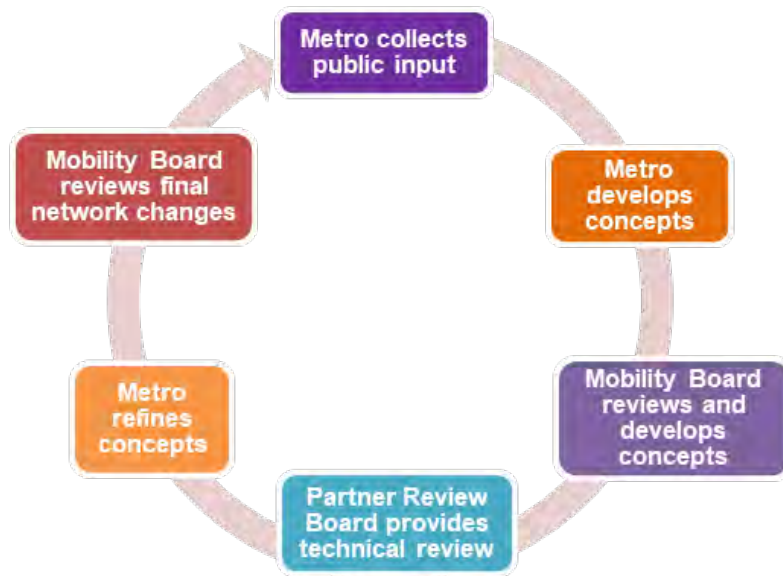 Metro collects
public input
Metro
develops
concepts
Mobility Board
reviews and
develops
concepts
Partner Review
Board provides
technical review
Metro
refines
concepts
Mobility Board
reviews final
network changes